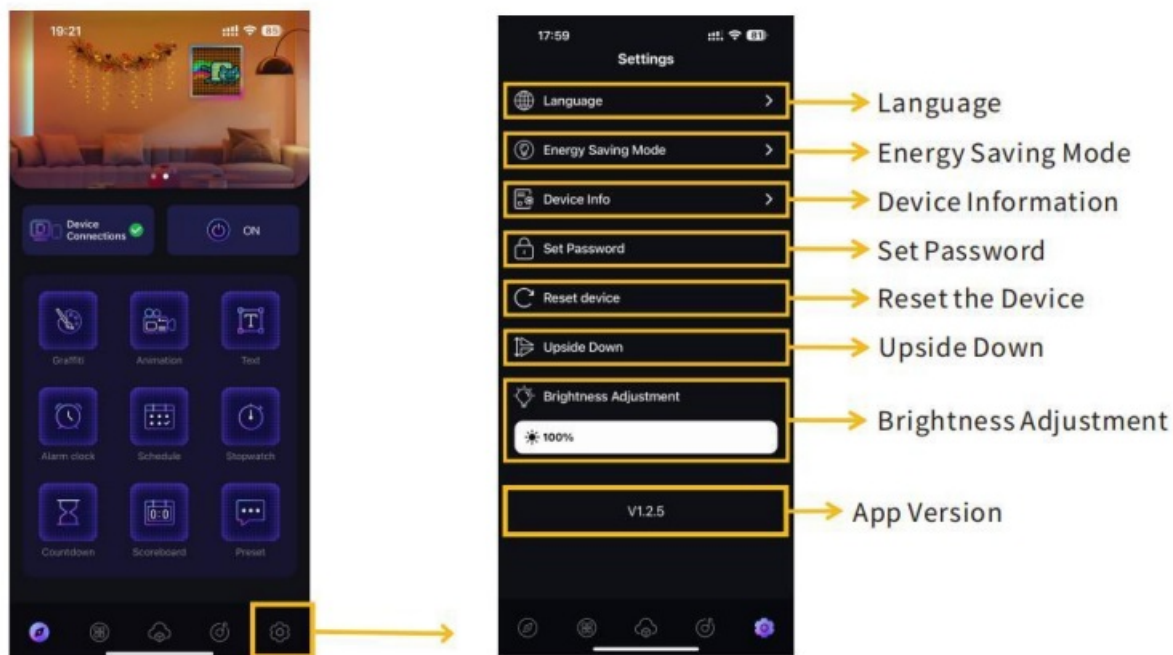 19:21
85
Device
Connections
ON
Graffiti
Animation
Text
Alarm clock
Schedule
Stopwatch
Countdown
Scoreboard
Preset
17:59
81
Settings
Language
Language
Energy Saving Mode
Energy Saving Mode
Device Info
Device Information
Set Password
Set Password
Reset device
Reset the Device
Upside Down
Upside Down
Brightness Adjustment
100%
Brightness Adjustment
V1.2.5
App Version